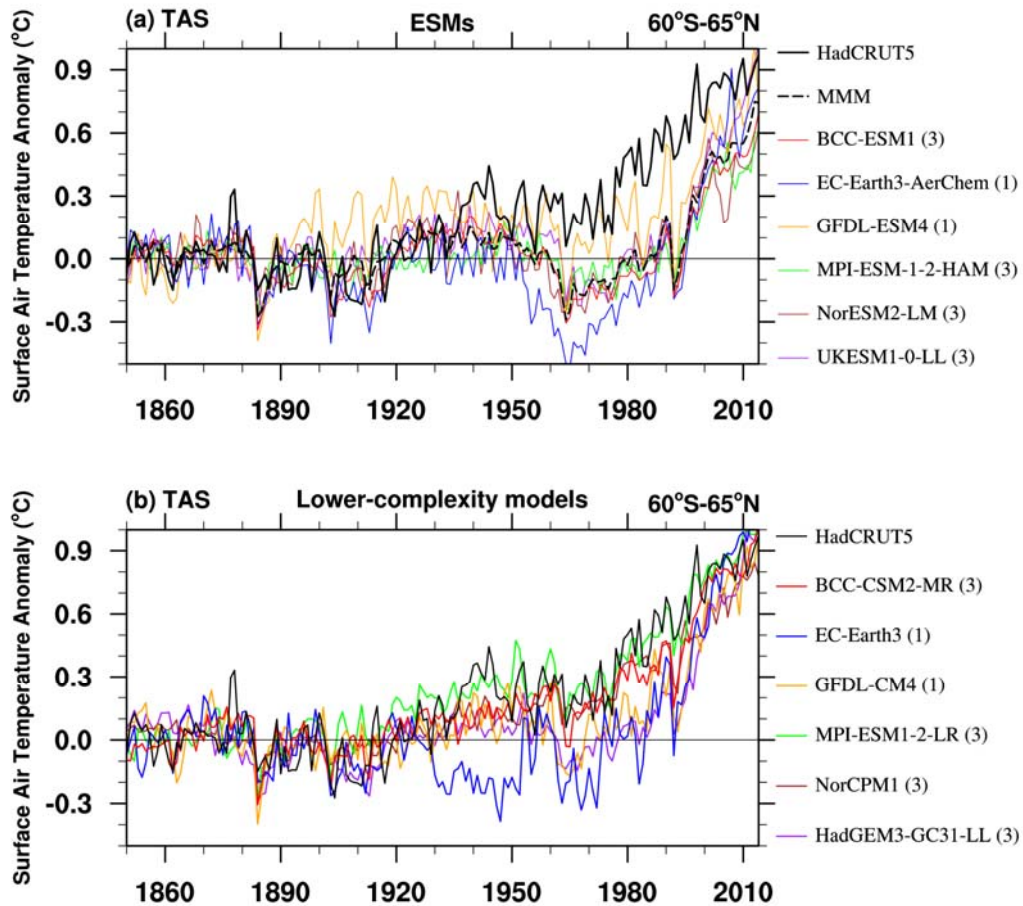 (a) TAS ESMs 60°S-65°N
Surface Air Temperature Anomaly (°C)
0.9
0.6
0.3
0.0
-0.3
1860 1890 1920 1950 1980 2010
HadCRUT5
MMM
BCC-ESM1 (3)
EC-Earth3-AerChem (1)
GFDL-ESM4 (1)
MPI-ESM-1-2-HAM (3)
NorESM2-LM (3)
UKESM1-0-LL (3)
(b) TAS Lower-complexity models 60°S-65°N
Surface Air Temperature Anomaly (°C)
0.9
0.6
0.3
0.0
-0.3
1860 1890 1920 1950 1980 2010
HadCRUT5
BCC-CSM2-MR (3)
EC-Earth3 (1)
GFDL-CM4 (1)
MPI-ESM1-2-LR (3)
NorCPM1 (3)
HadGEM3-GC31-LL (3)